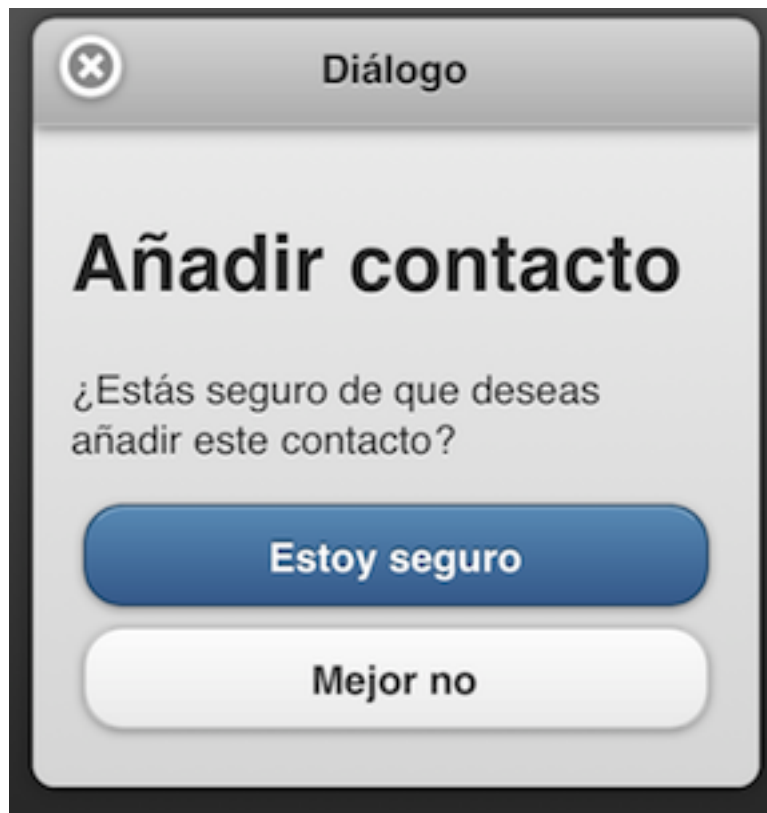 Diálogo
Añadir contacto
¿Estás seguro de que deseas
añadir este contacto?
Estoy seguro
Mejor no